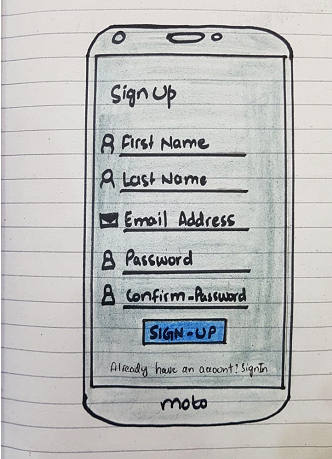 Sign Up
First Name
Last Name
Email Address
Password
Confirm-Password
SIGN-UP
Already have an account! SignIn
moto